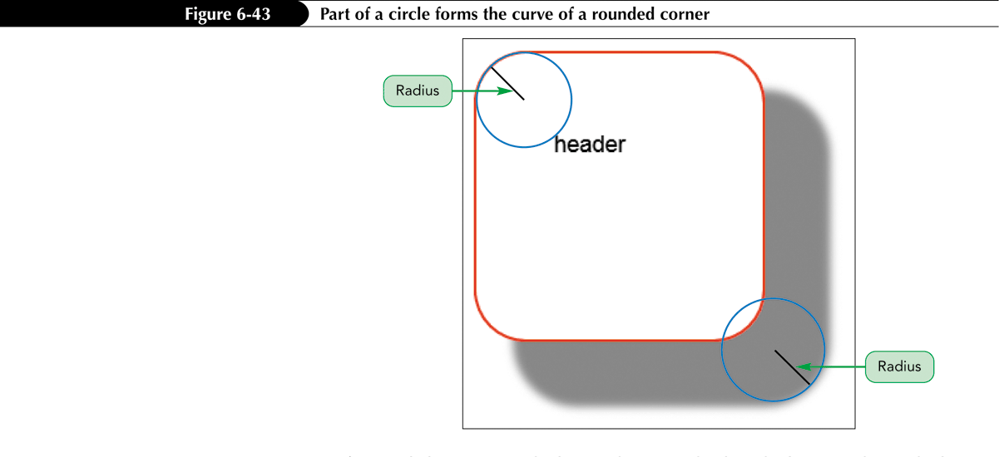 Figure 6-43 Part of a circle forms the curve of a rounded corner
Radius
header
Radius